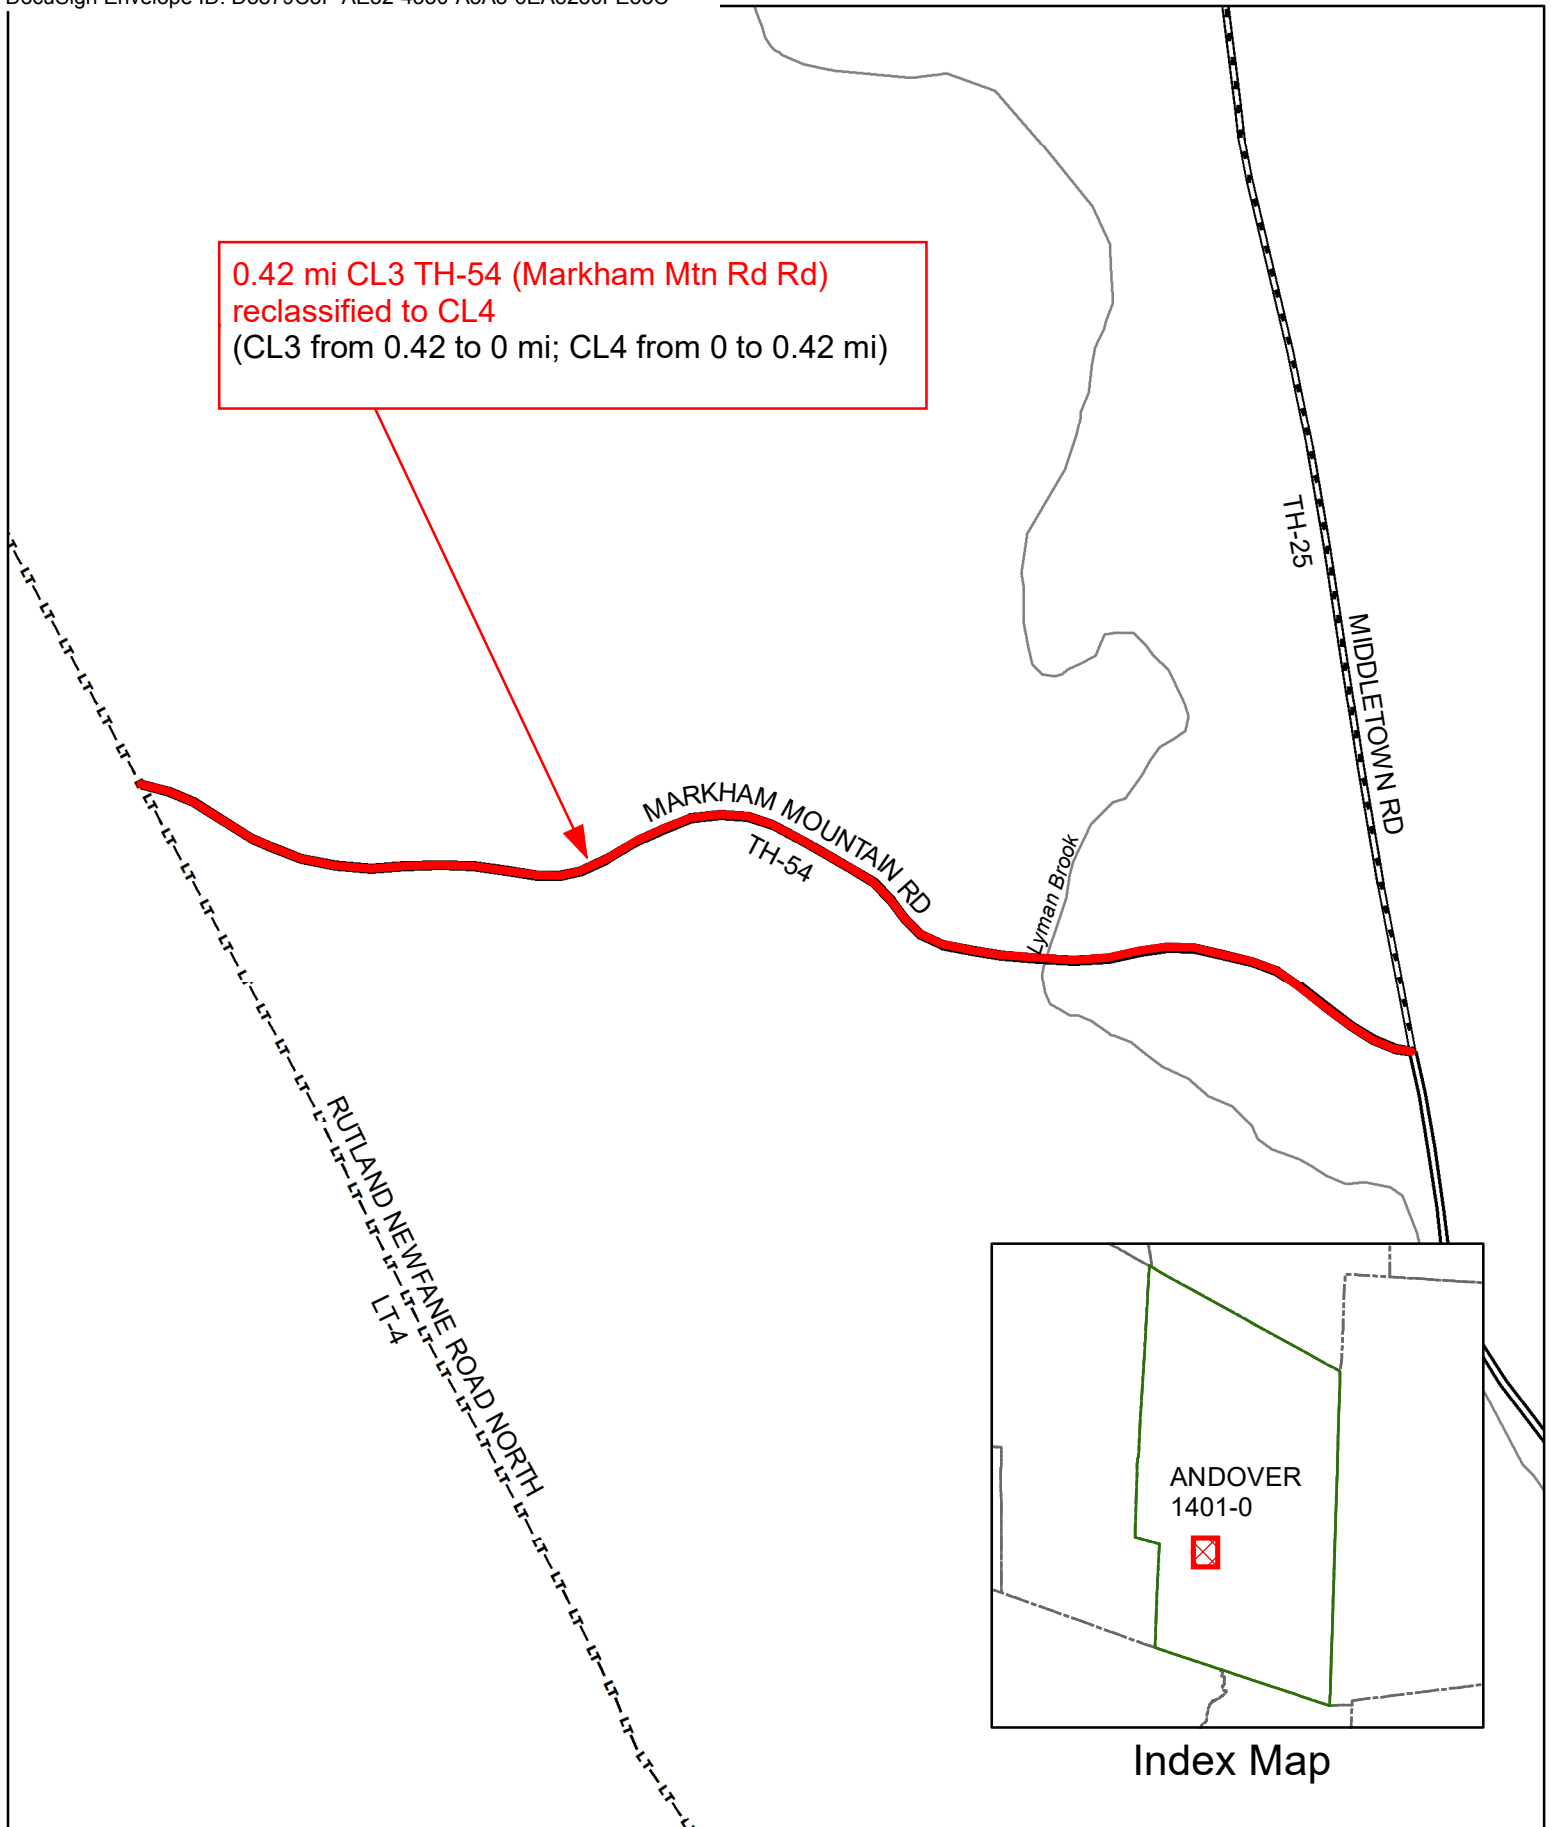 0.42 mi CL3 TH-54 (Markham Mtn Rd Rd)
reclassified to CL4
(CL3 from 0.42 to 0 mi; CL4 from 0 to 0.42 mi)
TH-25
MIDDLETOWN RD
MARKHAM MOUNTAIN RD
TH-54
Lyman Brook
RUTLAND NEWFANE ROAD NORTH
LT-4
ANDOVER
1401-0
Index Map